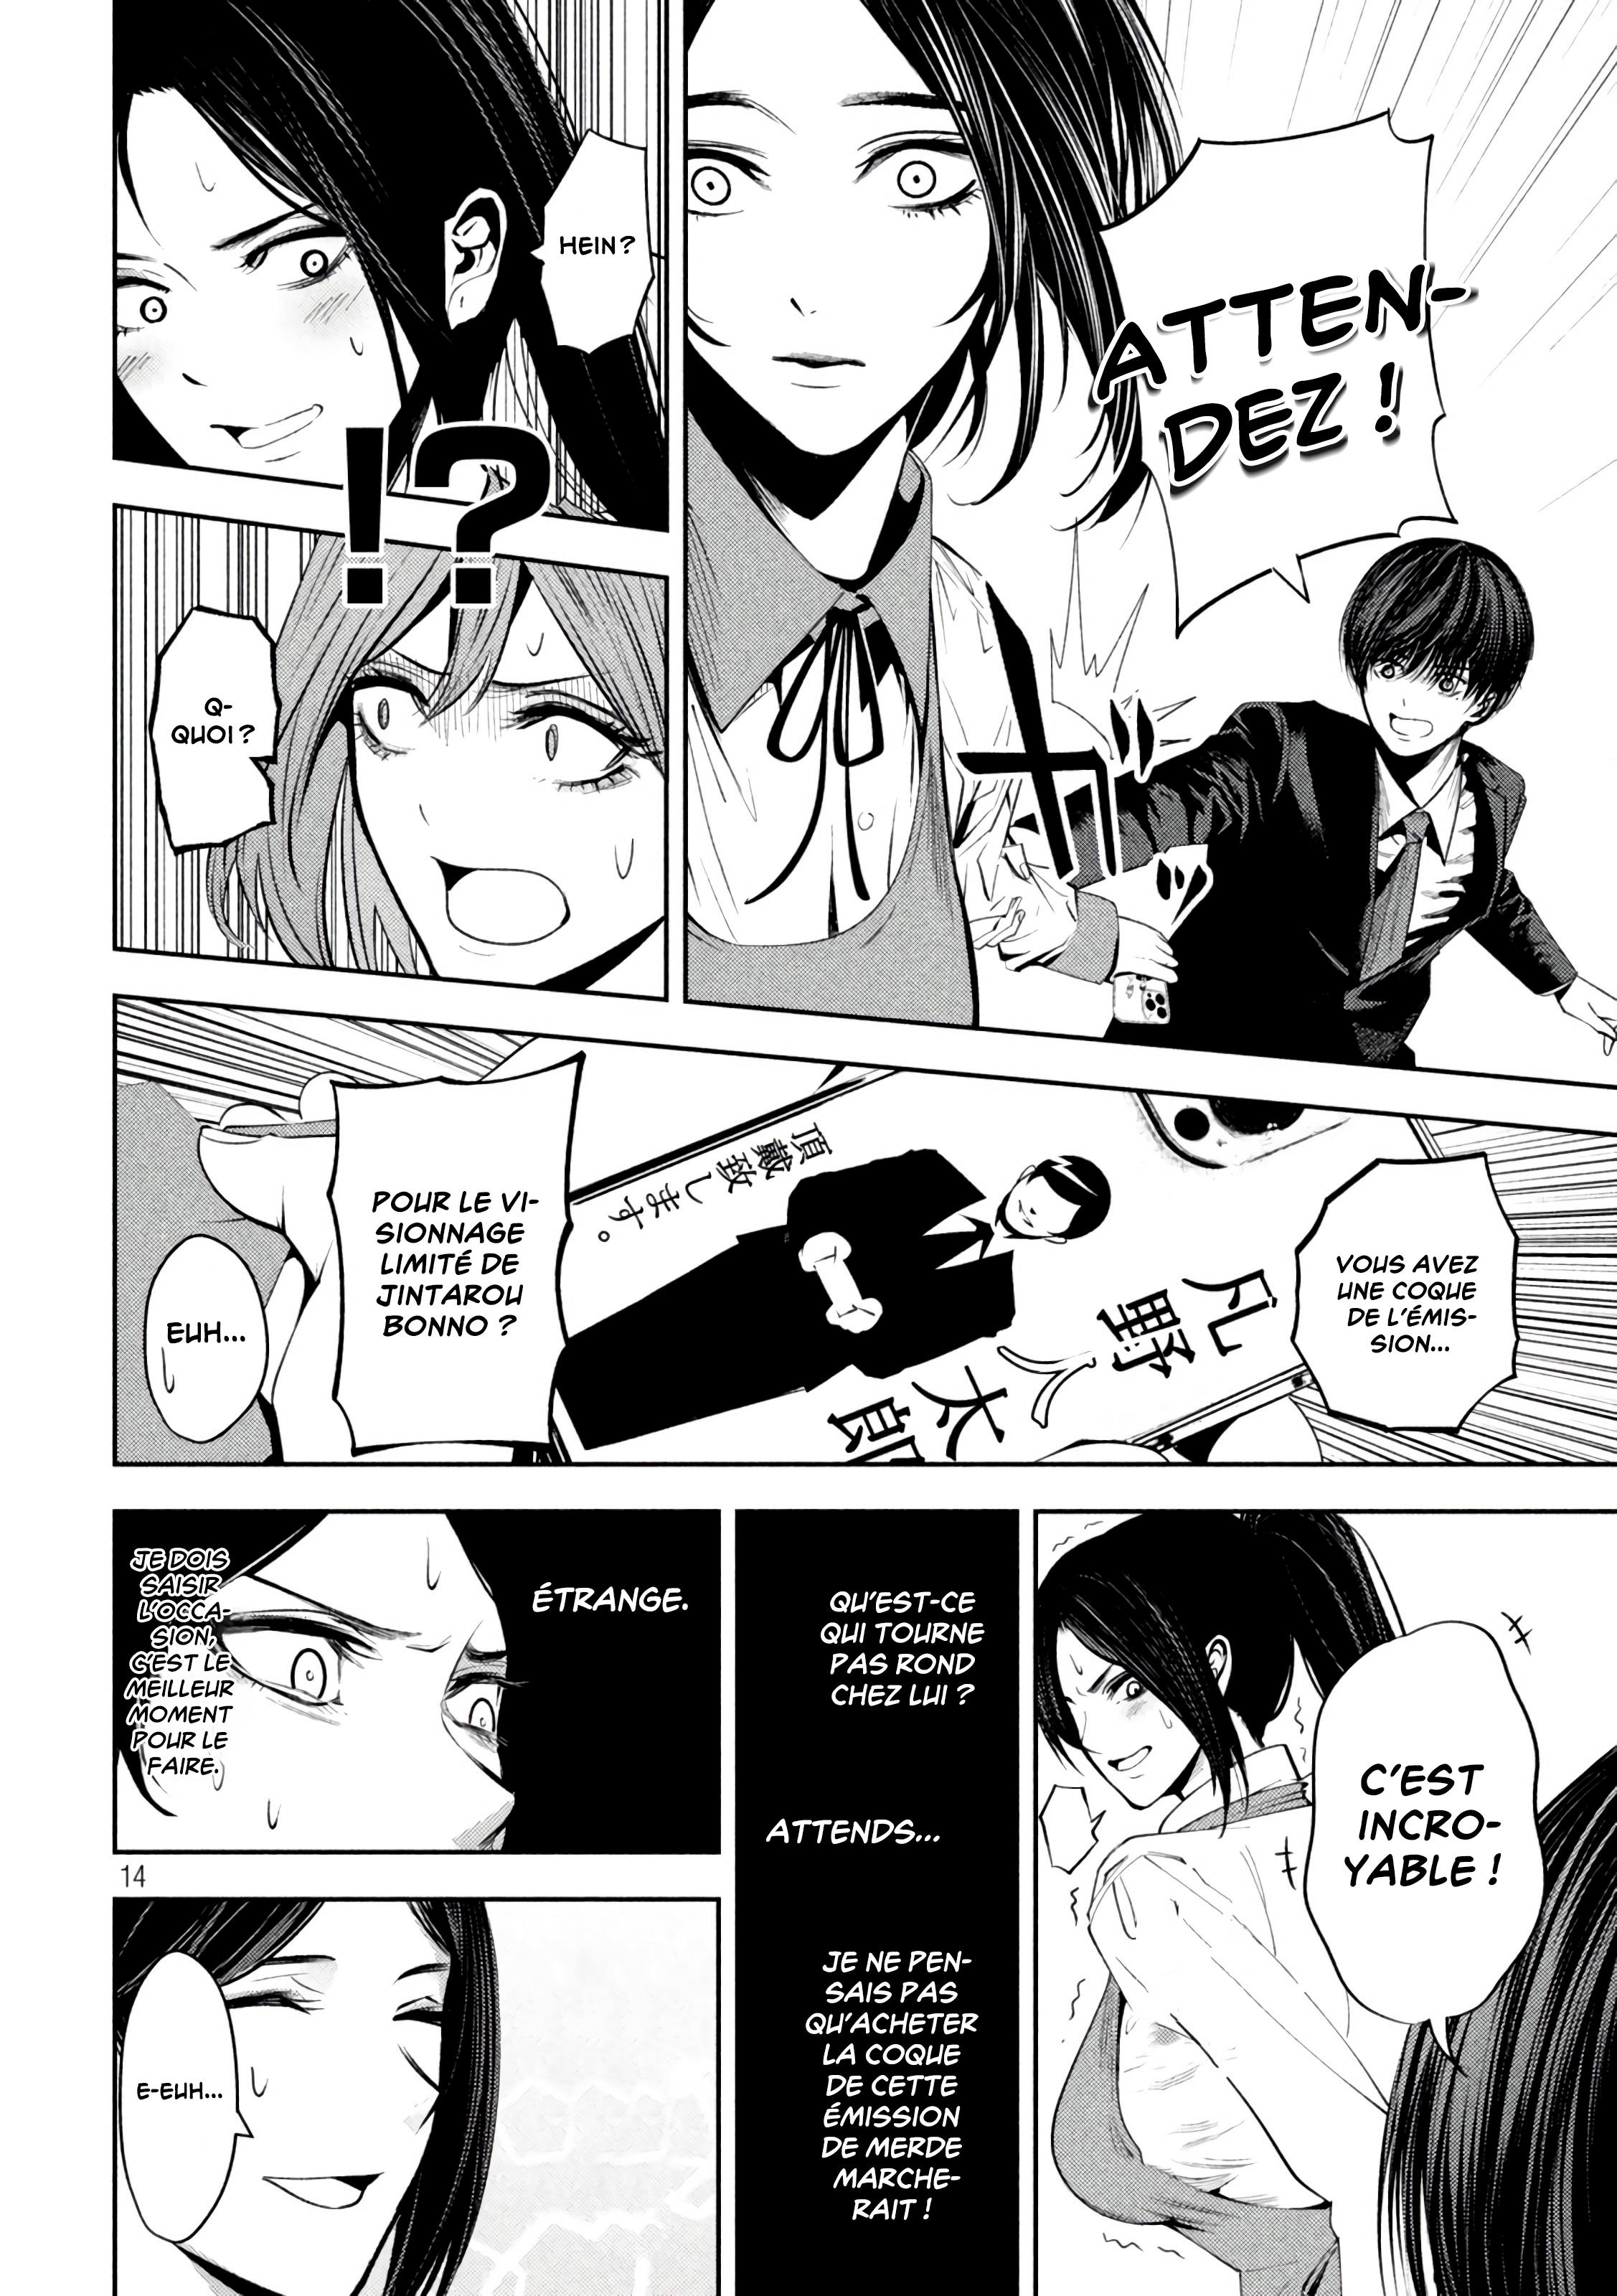 ATTEN-
DEZ !
ガッ
HEIN ?
!?
Q-
QUOI ?
VOUS AVEZ
UNE COQUE
DE L'ÉMIS-
SION...
頂戴致します。
凡野
人
太
郎
POUR LE VI-
SIONNAGE
LIMITÉ DE
JINTAROU
BONNO ?
EUH...
C'EST
INCRO-
YABLE !
QU'EST-CE
QUI TOURNE
PAS ROND
CHEZ LUI ?
ATTENDS...
JE NE PEN-
SAIS PAS
QU'ACHETER
LA COQUE
DE CETTE
ÉMISSION
DE MERDE
MARCHE-
RAIT !
ÉTRANGE.
JE DOIS
SAISIR
L'OCCA-
SION,
C'EST LE
MEILLEUR
MOMENT
POUR LE
FAIRE.
14
E-EUH...